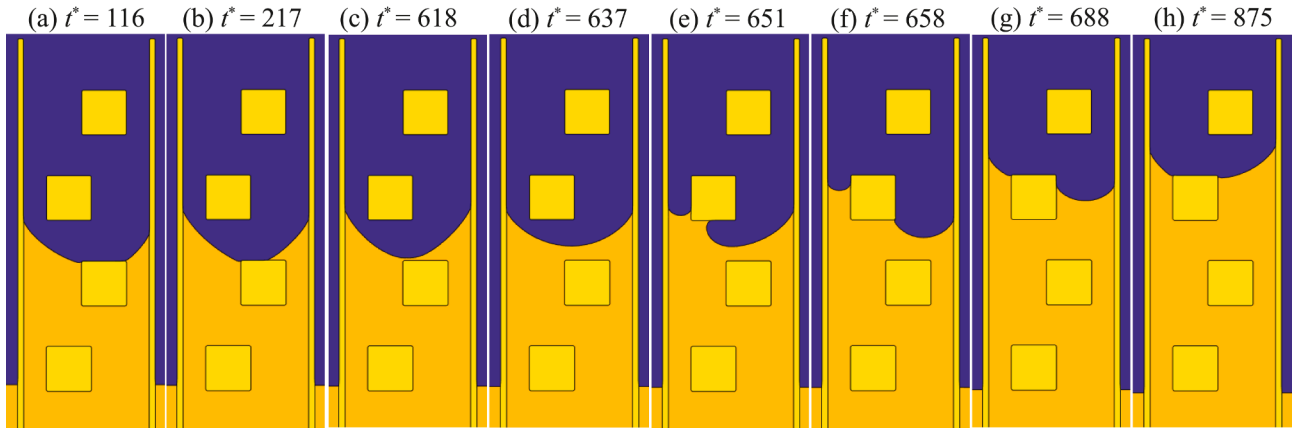 (a) t* = 116 (b) t* = 217 (c) t* = 618 (d) t* = 637 (e) t* = 651 (f) t* = 658 (g) t* = 688 (h) t* = 875